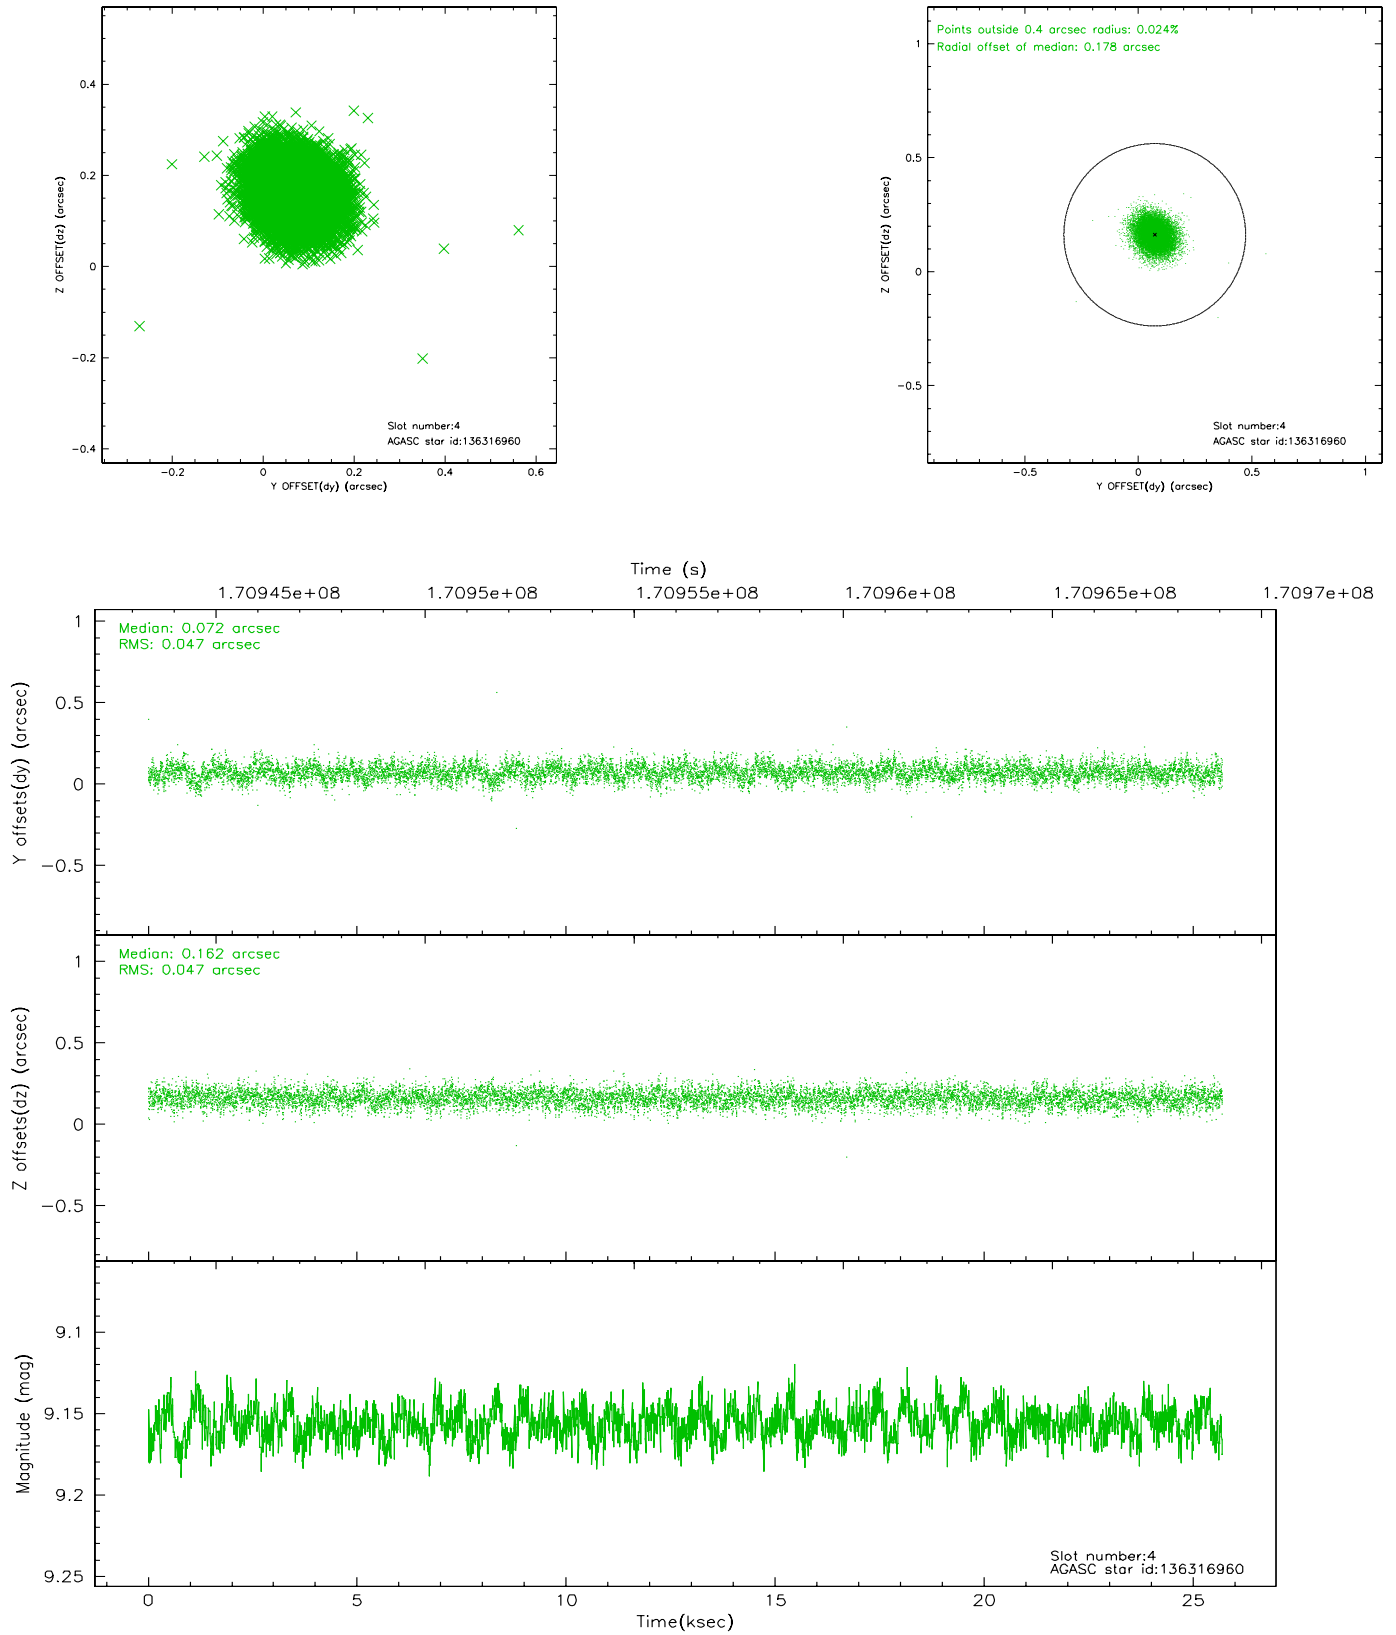 0.4
0.2
0
−0.2
−0.4
Z OFFSET(dz) (arcsec)
Slot number:4
AGASC star id:136316960
−0.2 0 0.2 0.4 0.6
Y OFFSET(dy) (arcsec)
Points outside 0.4 arcsec radius: 0.024%
Radial offset of median: 0.178 arcsec
1
0.5
0
−0.5
Z OFFSET(dz) (arcsec)
Slot number:4
AGASC star id:136316960
−0.5 0 0.5 1
Y OFFSET(dy) (arcsec)
Time (s)
1.70945e+08 1.7095e+08 1.70955e+08 1.7096e+08 1.70965e+08 1.7097e+08
Median: 0.072 arcsec
RMS: 0.047 arcsec
1
0.5
0
−0.5
Y offsets(dy) (arcsec)
Median: 0.162 arcsec
RMS: 0.047 arcsec
1
0.5
0
−0.5
Z offsets(dz) (arcsec)
9.1
9.15
9.2
9.25
Magnitude (mag)
Slot number:4
AGASC star id:136316960
0 5 10 15 20 25
Time(ksec)